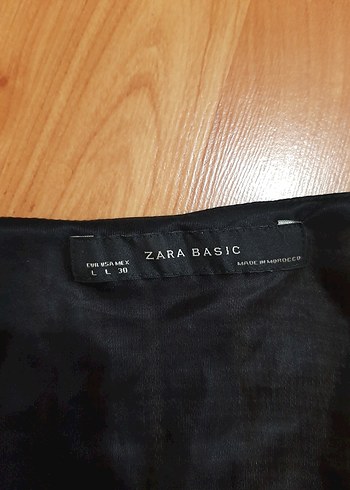 ZARA BASIC
EUR USA MEX
L L 30
MADE IN MOROCCO